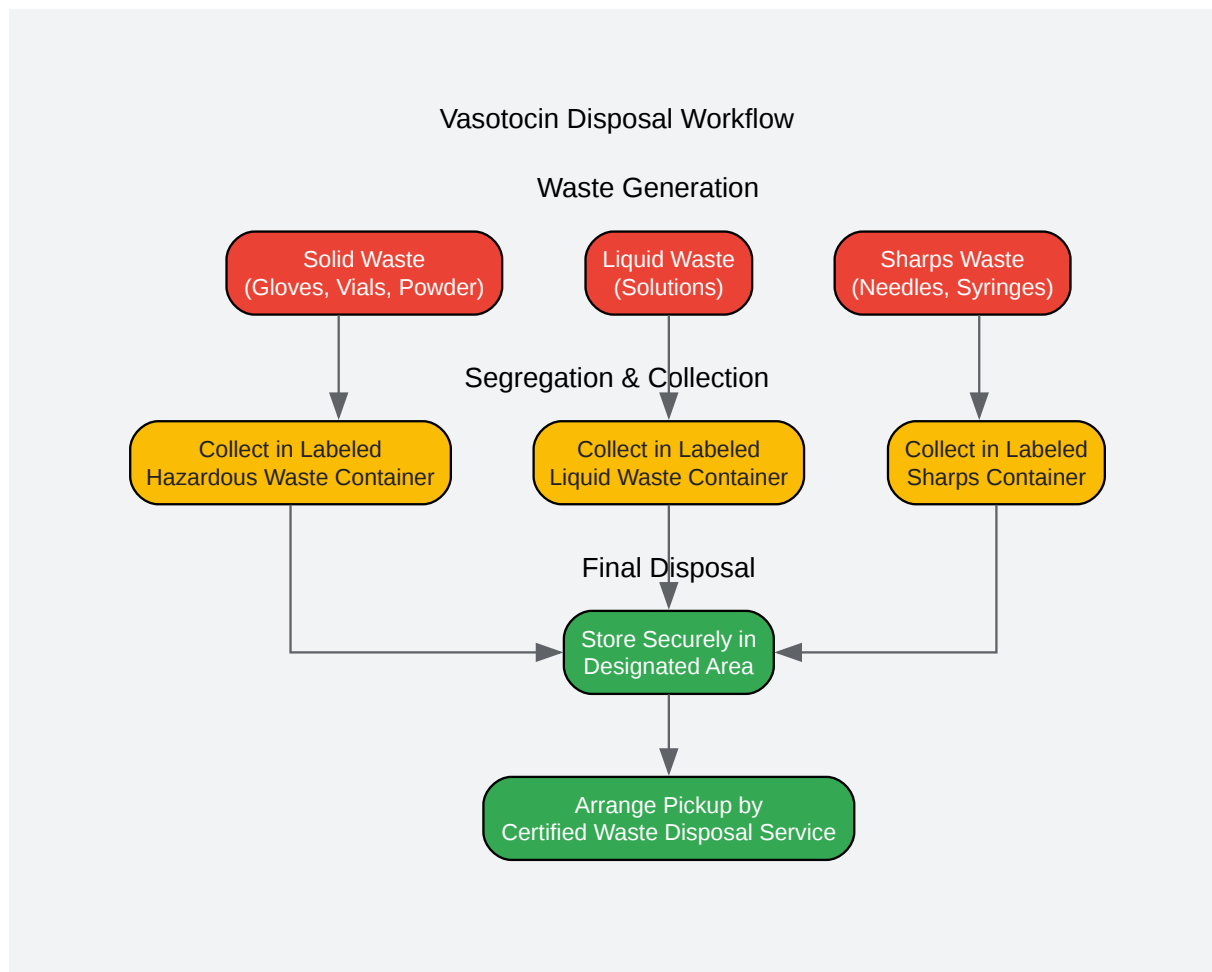 Vasotocin Disposal Workflow
Waste Generation
Solid Waste
(Gloves, Vials, Powder)
Liquid Waste
(Solutions)
Sharps Waste
(Needles, Syringes)
Segregation & Collection
Collect in Labeled
Hazardous Waste Container
Collect in Labeled
Liquid Waste Container
Collect in Labeled
Sharps Container
Final Disposal
Store Securely in
Designated Area
Arrange Pickup by
Certified Waste Disposal Service